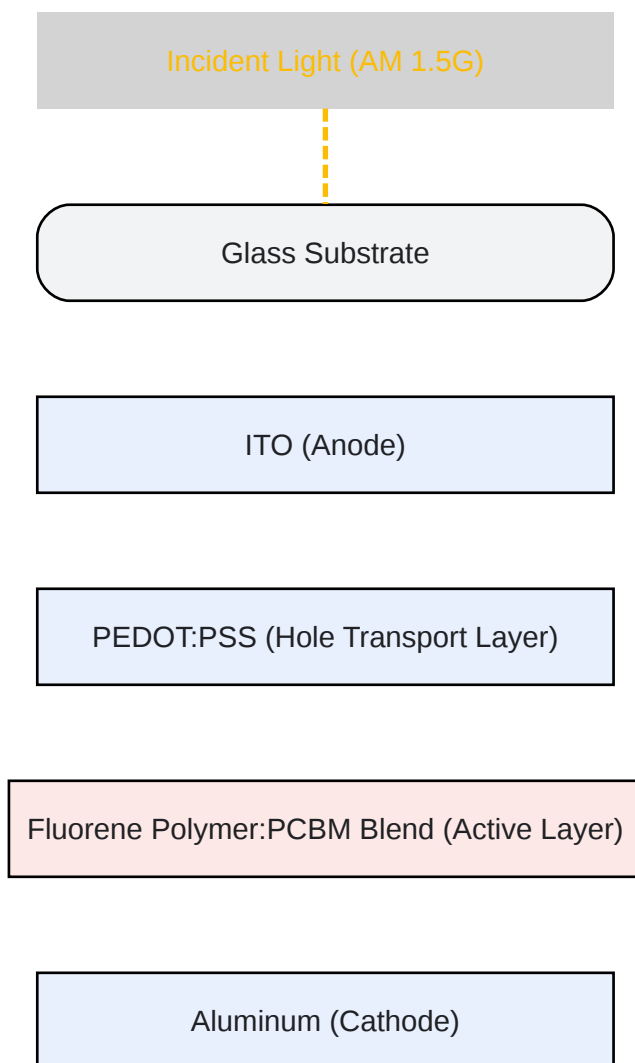 Incident Light (AM 1.5G)
Glass Substrate
ITO (Anode)
PEDOT:PSS (Hole Transport Layer)
Fluorene Polymer:PCBM Blend (Active Layer)
Aluminum (Cathode)